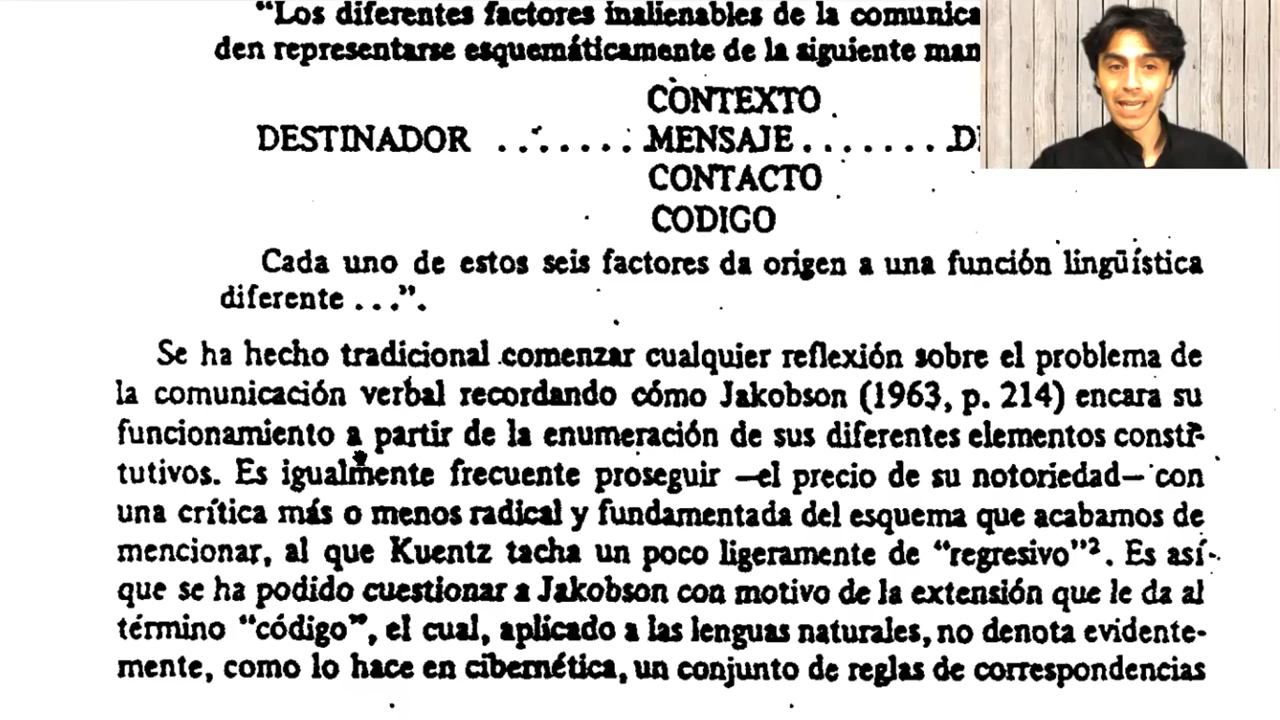 “Los diferentes factores inalienables de la comunica
den representarse esquemáticamente de la siguiente man
CONTEXTO
DESTINADOR ........ MENSAJE ........ D
CONTACTO
CODIGO
Cada uno de estos seis factores da origen a una función lingüística
diferente ...”.
Se ha hecho tradicional comenzar cualquier reflexión sobre el problema de
la comunicación verbal recordando cómo Jakobson (1963, p. 214) encara su
funcionamiento a partir de la enumeración de sus diferentes elementos consti-
tutivos. Es igualmente frecuente proseguir —el precio de su notoriedad— con
una crítica más o menos radical y fundamentada del esquema que acabamos de
mencionar, al que Kuentz tacha un poco ligeramente de “regresivo”². Es así
que se ha podido cuestionar a Jakobson con motivo de la extensión que le da al
término “código”, el cual, aplicado a las lenguas naturales, no denota evidente-
mente, como lo hace en cibernética, un conjunto de reglas de correspondencias